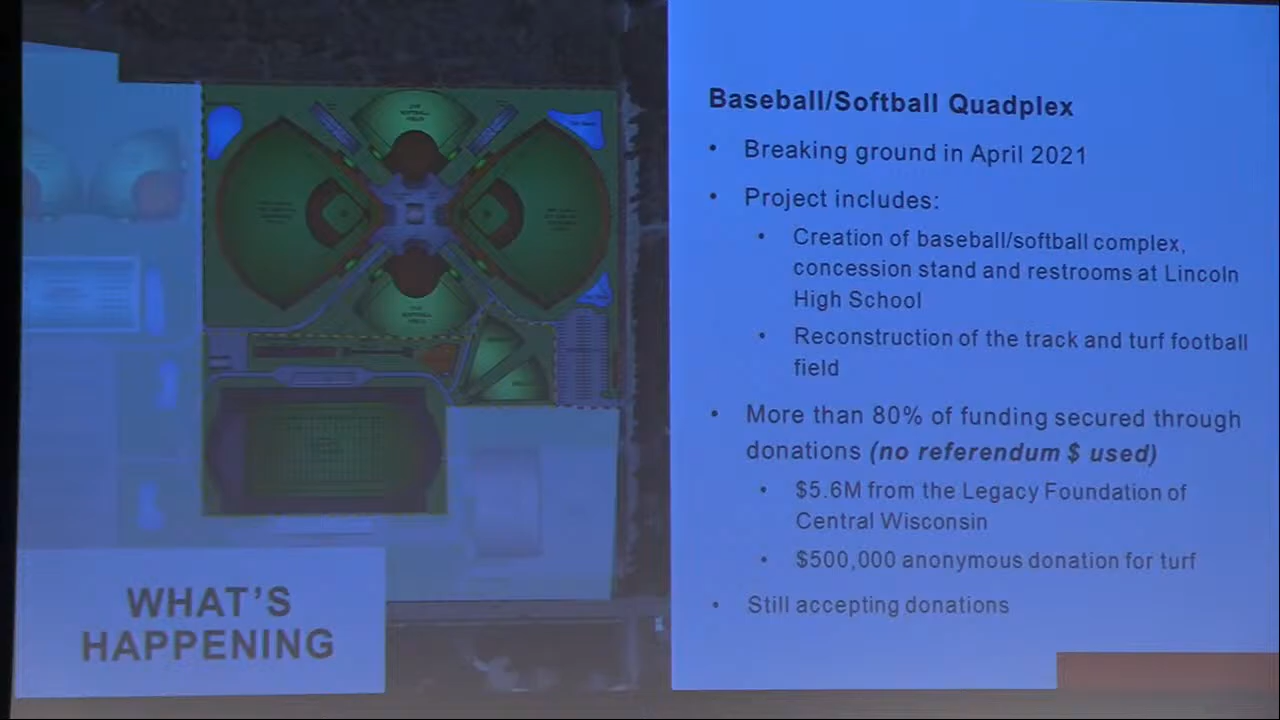 Baseball/Softball Quadplex
• Breaking ground in April 2021
• Project includes:
• Creation of baseball/softball complex,
concession stand and restrooms at Lincoln
High School
• Reconstruction of the track and turf football
field
• More than 80% of funding secured through
donations (no referendum $ used)
• $5.6M from the Legacy Foundation of
Central Wisconsin
• $500,000 anonymous donation for turf
• Still accepting donations
WHAT'S
HAPPENING